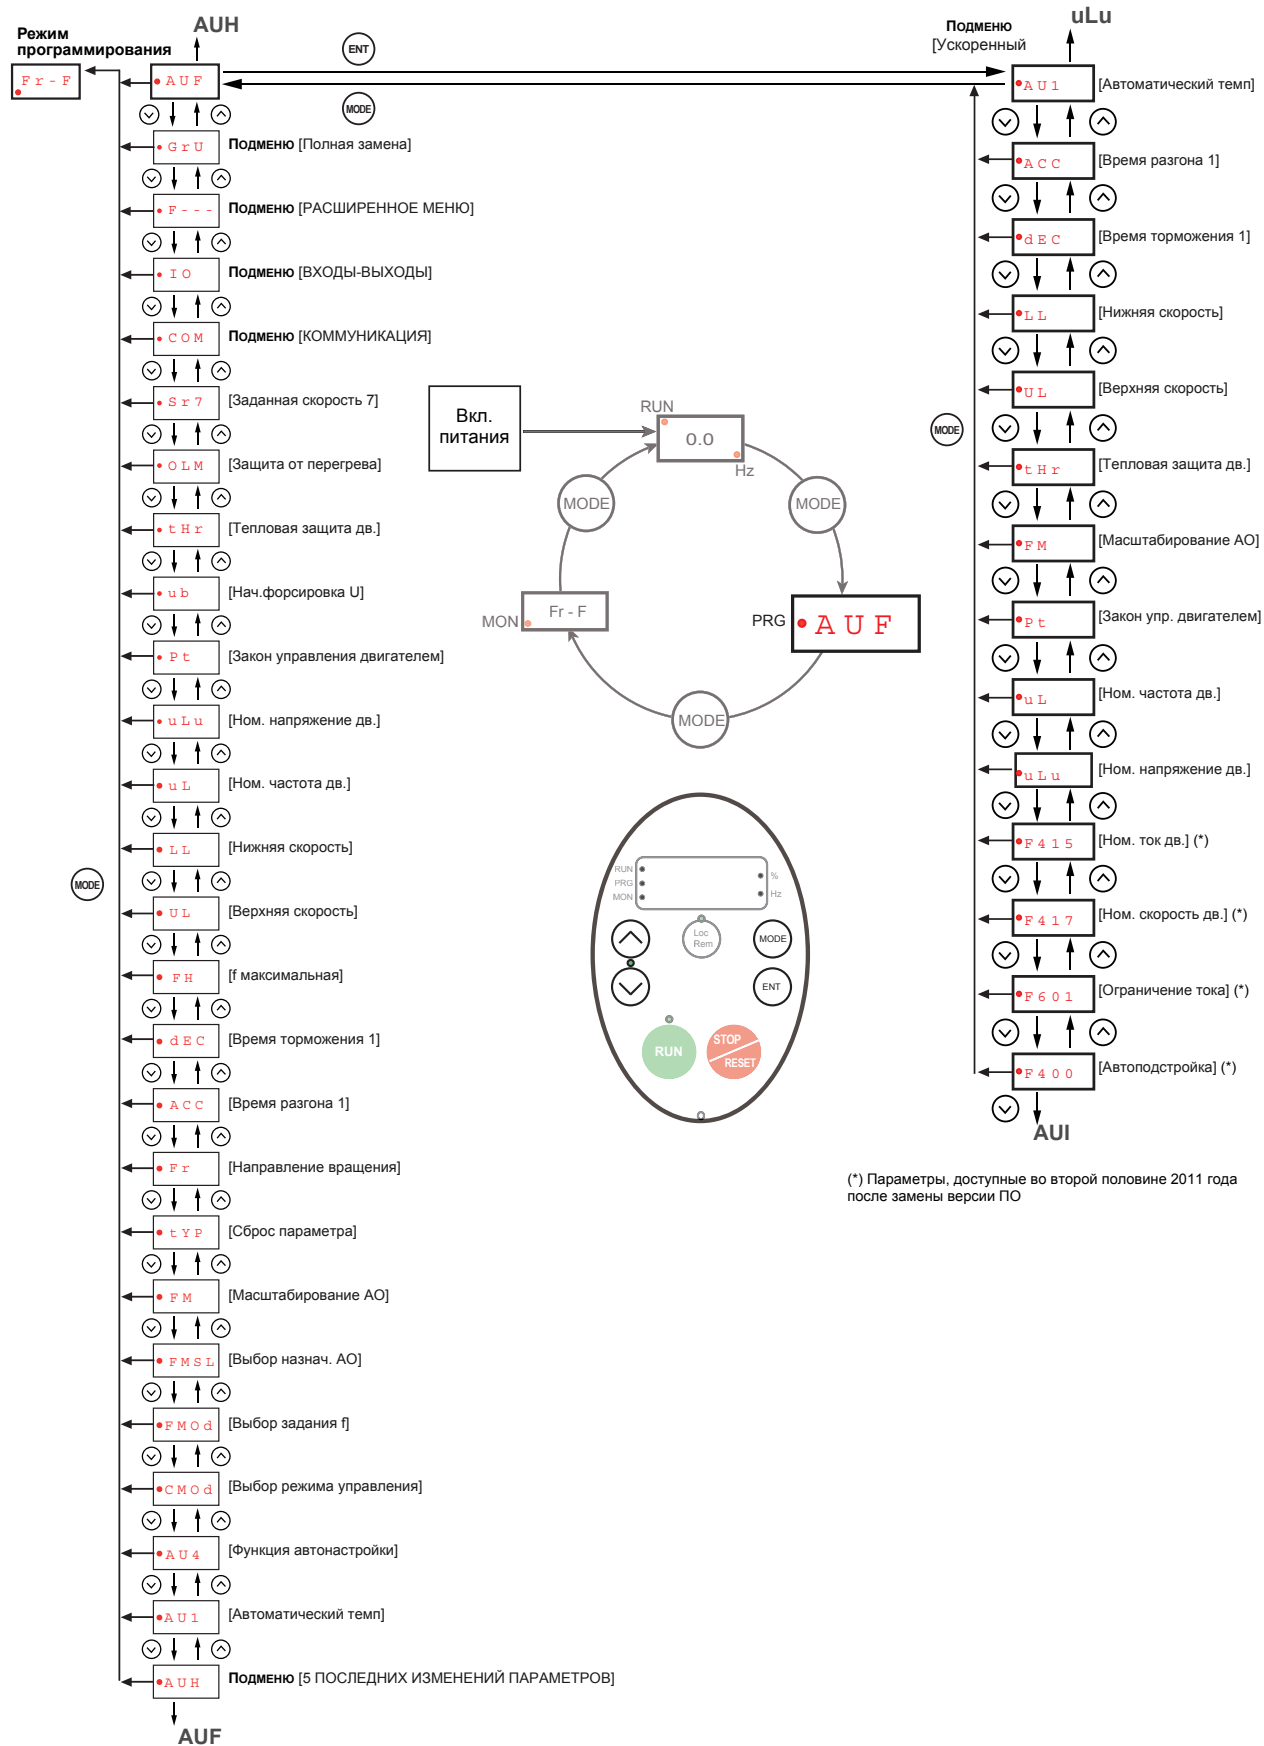 Режим
программирования
Fr-F
AUH
AUF
ENT
MODE
GrU
Подменю [Полная замена]
F---
Подменю [РАСШИРЕННОЕ МЕНЮ]
IO
Подменю [ВХОДЫ-ВЫХОДЫ]
COM
Подменю [КОММУНИКАЦИЯ]
Sr7
[Заданная скорость 7]
OLM
[Защита от перегрева]
tHr
[Тепловая защита дв.]
ub
[Нач.форсировка U]
Pt
[Закон управления двигателем]
uLu
[Ном. напряжение дв.]
uL
[Ном. частота дв.]
LL
[Нижняя скорость]
MODE
UL
[Верхняя скорость]
FH
[f максимальная]
dEC
[Время торможения 1]
ACC
[Время разгона 1]
Fr
[Направление вращения]
tYP
[Сброс параметра]
FM
[Масштабирование АО]
FMSL
[Выбор назнач. АО]
FMOd
[Выбор задания f]
CMOd
[Выбор режима управления]
AU4
[Функция автонастройки]
AU1
[Автоматический темп]
AUH
Подменю [5 ПОСЛЕДНИХ ИЗМЕНЕНИЙ ПАРАМЕТРОВ]
AUF
Вкл.
питания
RUN
0.0
Hz
MODE
MODE
MON
Fr - F
PRG
AUF
MODE
RUN
PRG
MON
%
Hz
Loc
Rem
MODE
ENT
RUN
STOP
RESET
Подменю
[Ускоренный
uLu
AU1
[Автоматический темп]
ACC
[Время разгона 1]
dEC
[Время торможения 1]
LL
[Нижняя скорость]
UL
[Верхняя скорость]
MODE
tHr
[Тепловая защита дв.]
FM
[Масштабирование АО]
Pt
[Закон упр. двигателем]
uL
[Ном. частота дв.]
uLu
[Ном. напряжение дв.]
F415
[Ном. ток дв.] (*)
F417
[Ном. скорость дв.] (*)
F601
[Ограничение тока] (*)
F400
[Автоподстройка] (*)
AUI
(*) Параметры, доступные во второй половине 2011 года
после замены версии ПО